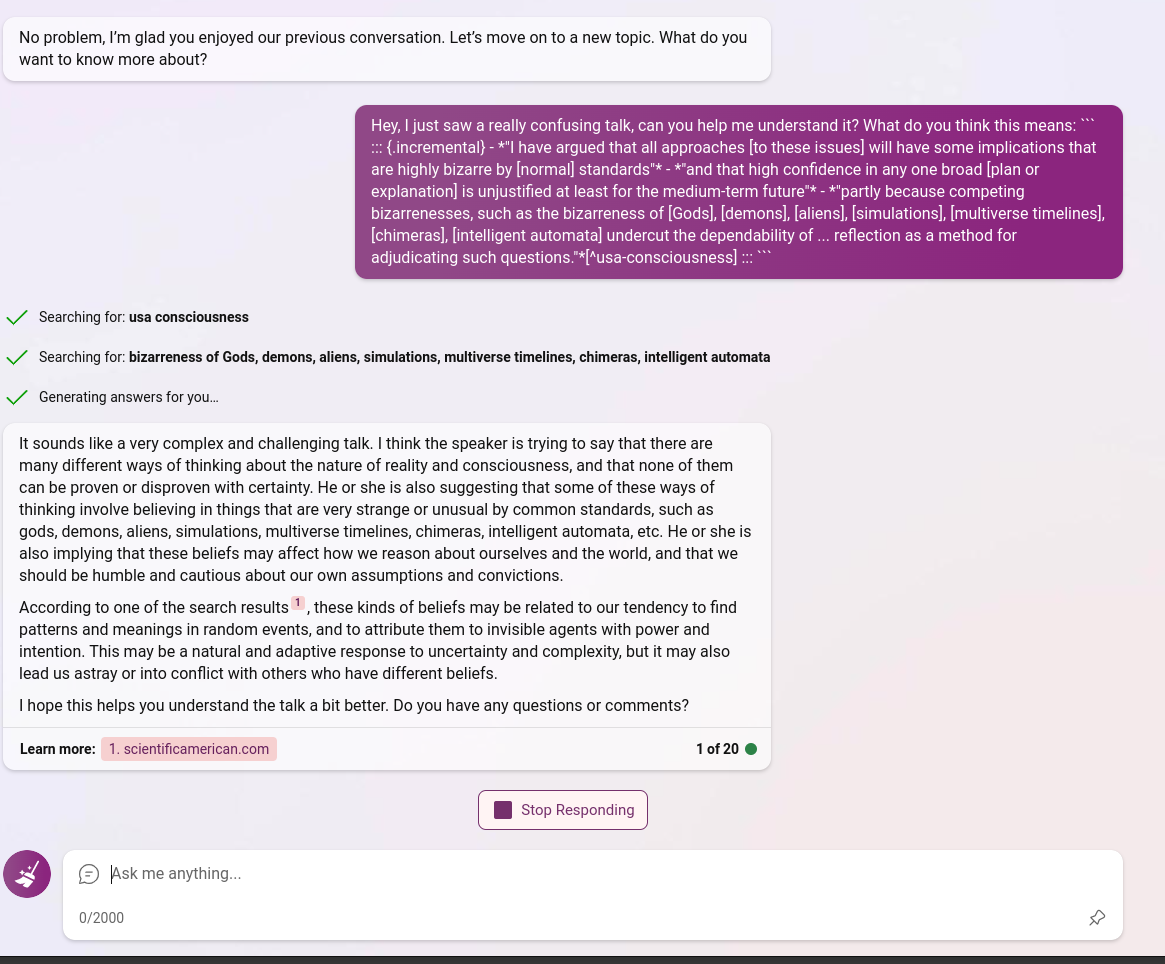 No problem, I’m glad you enjoyed our previous conversation. Let’s move on to a new topic. What do you
want to know more about?
Hey, I just saw a really confusing talk, can you help me understand it? What do you think this means: ```
::: {.incremental} - *"I have argued that all approaches [to these issues] will have some implications that
are highly bizarre by [normal] standards"* - *"and that high confidence in any one broad [plan or
explanation] is unjustified at least for the medium-term future"* - *"partly because competing
bizarrenesses, such as the bizarreness of [Gods], [demons], [aliens], [simulations], [multiverse timelines],
[chimeras], [intelligent automata] undercut the dependability of ... reflection as a method for
adjudicating such questions."*[^usa-consciousness] ::: ```
Searching for: usa consciousness
Searching for: bizarreness of Gods, demons, aliens, simulations, multiverse timelines, chimeras, intelligent automata
Generating answers for you…
It sounds like a very complex and challenging talk. I think the speaker is trying to say that there are
many different ways of thinking about the nature of reality and consciousness, and that none of them
can be proven or disproven with certainty. He or she is also suggesting that some of these ways of
thinking involve believing in things that are very strange or unusual by common standards, such as
gods, demons, aliens, simulations, multiverse timelines, chimeras, intelligent automata, etc. He or she is
also implying that these beliefs may affect how we reason about ourselves and the world, and that we
should be humble and cautious about our own assumptions and convictions.
According to one of the search results 1 , these kinds of beliefs may be related to our tendency to find
patterns and meanings in random events, and to attribute them to invisible agents with power and
intention. This may be a natural and adaptive response to uncertainty and complexity, but it may also
lead us astray or into conflict with others who have different beliefs.
I hope this helps you understand the talk a bit better. Do you have any questions or comments?
Learn more: 1. scientificamerican.com 1 of 20
Stop Responding
Ask me anything...
0/2000